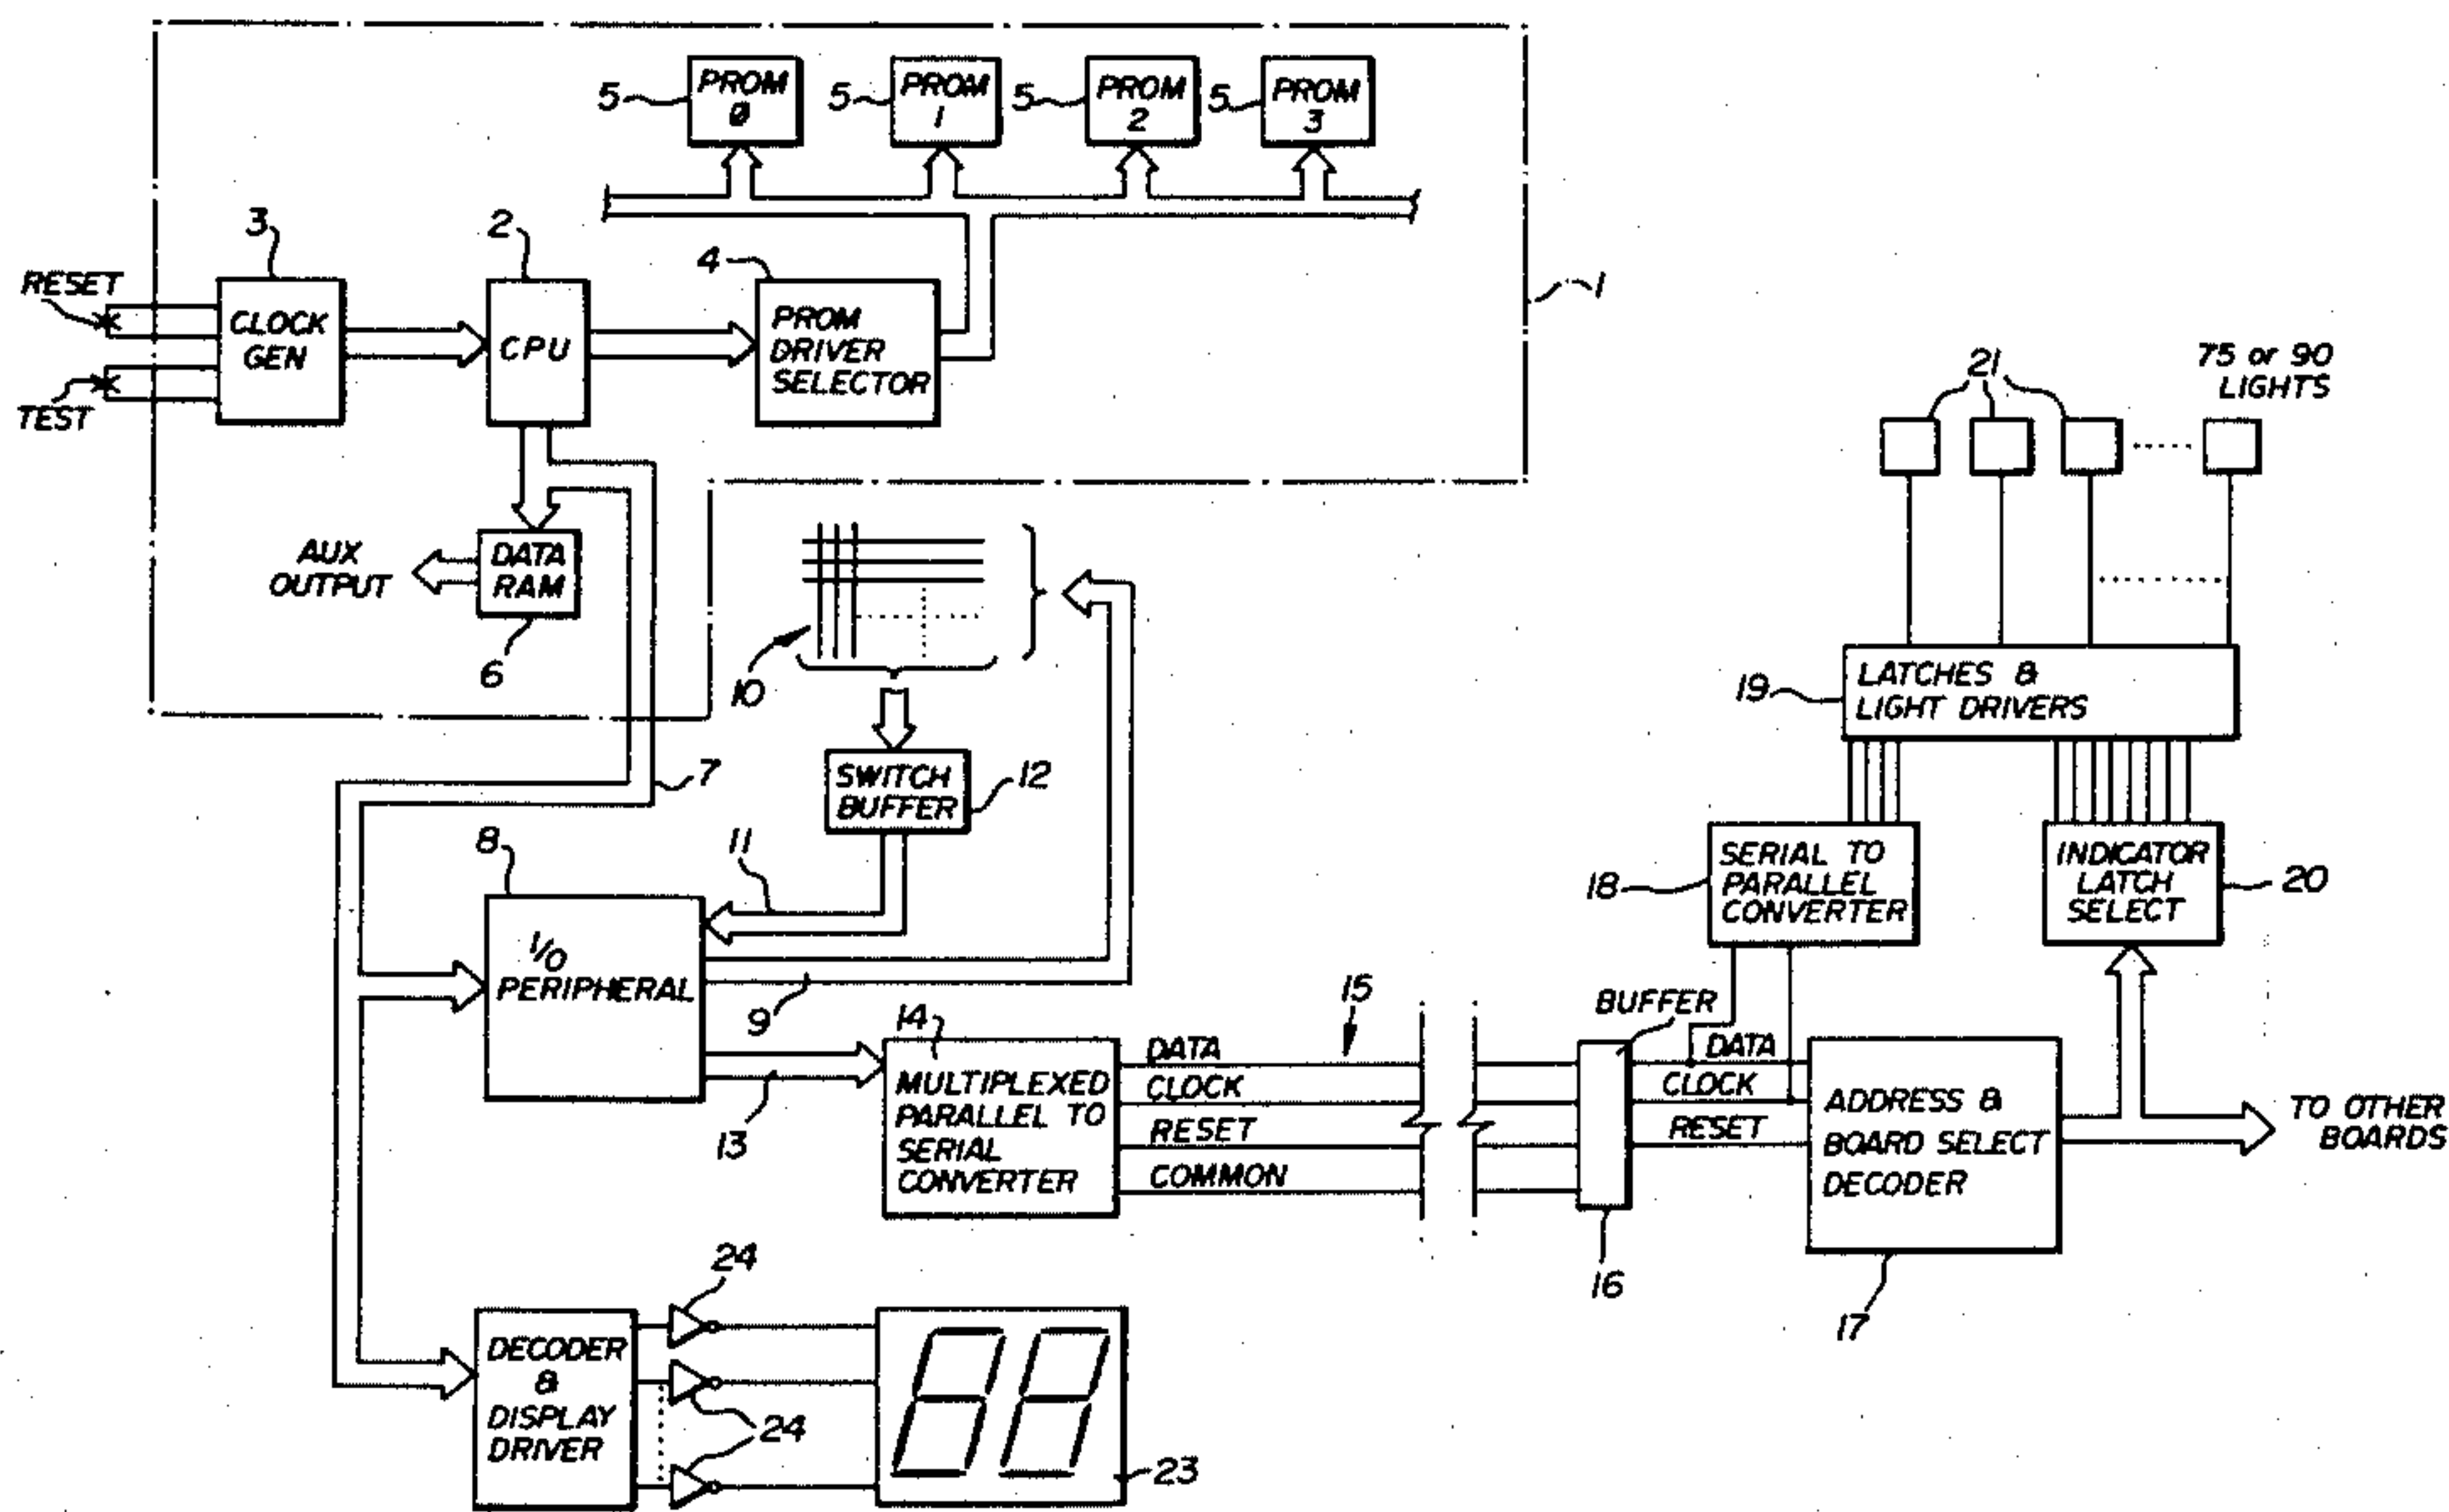 5
PROM
0
5
PROM
1
5
PROM
2
5
PROM
3
3
2
4
1
RESET
TEST
CLOCK
GEN
CPU
PROM
DRIVER
SELECTOR
21
75 or 90
LIGHTS
AUX
OUTPUT
DATA
RAM
6
10
LATCHES &
LIGHT DRIVERS
19
7
SWITCH
BUFFER
12
11
8
I/O
PERIPHERAL
9
13
14
MULTIPLEXED
PARALLEL TO
SERIAL
CONVERTER
DATA
CLOCK
RESET
COMMON
15
BUFFER
16
DATA
CLOCK
RESET
SERIAL TO
PARALLEL
CONVERTER
18
INDICATOR
LATCH
SELECT
20
ADDRESS &
BOARD SELECT
DECODER
17
TO OTHER
BOARDS
24
DECODER
&
DISPLAY
DRIVER
24
88
23